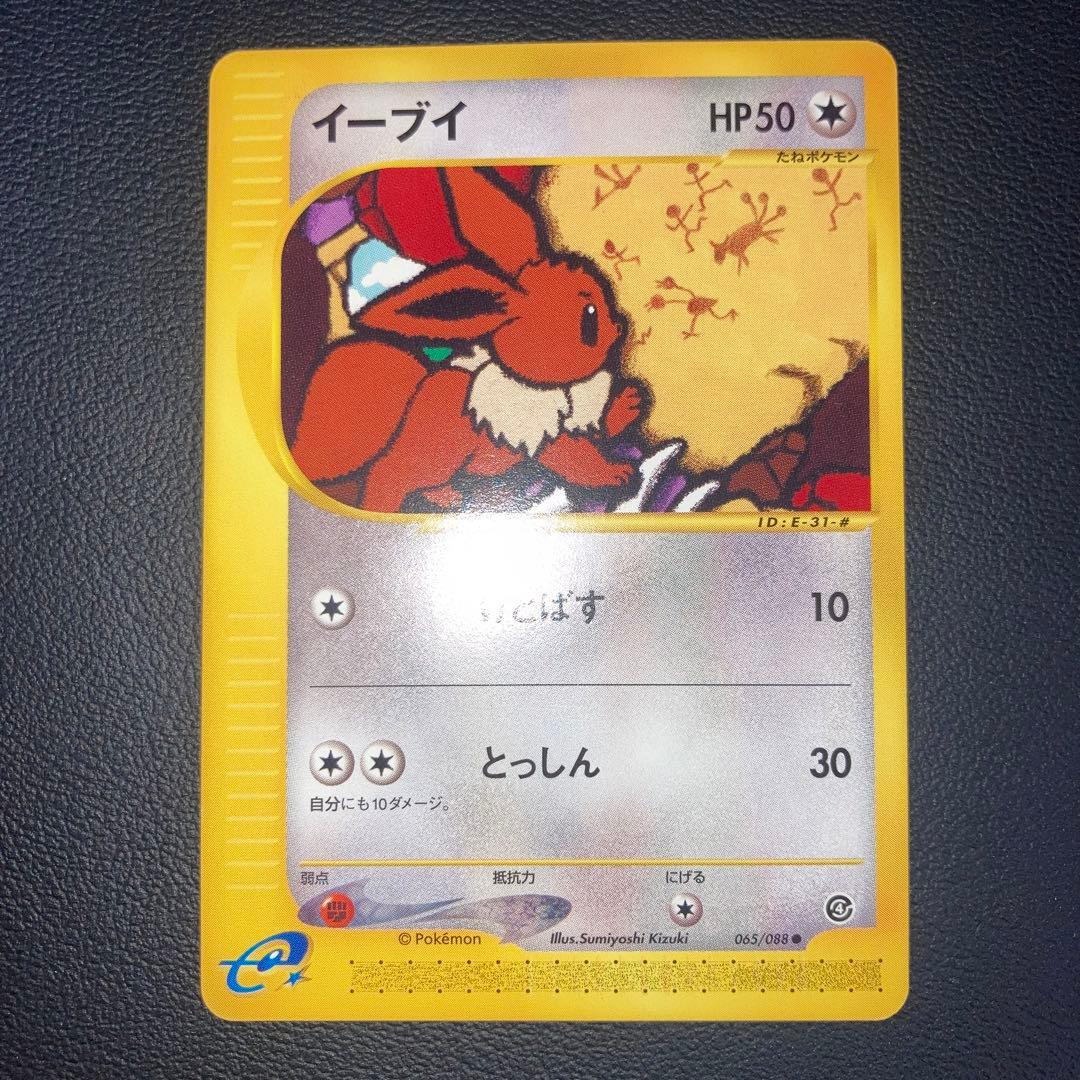 イーブイ HP50
たねポケモン
ID:E-31-#
10
とっしん 30
自分にも10ダメージ。
弱点 抵抗力 にげる
©Pokémon Illus.Sumiyoshi Kizuki 065/088●
e